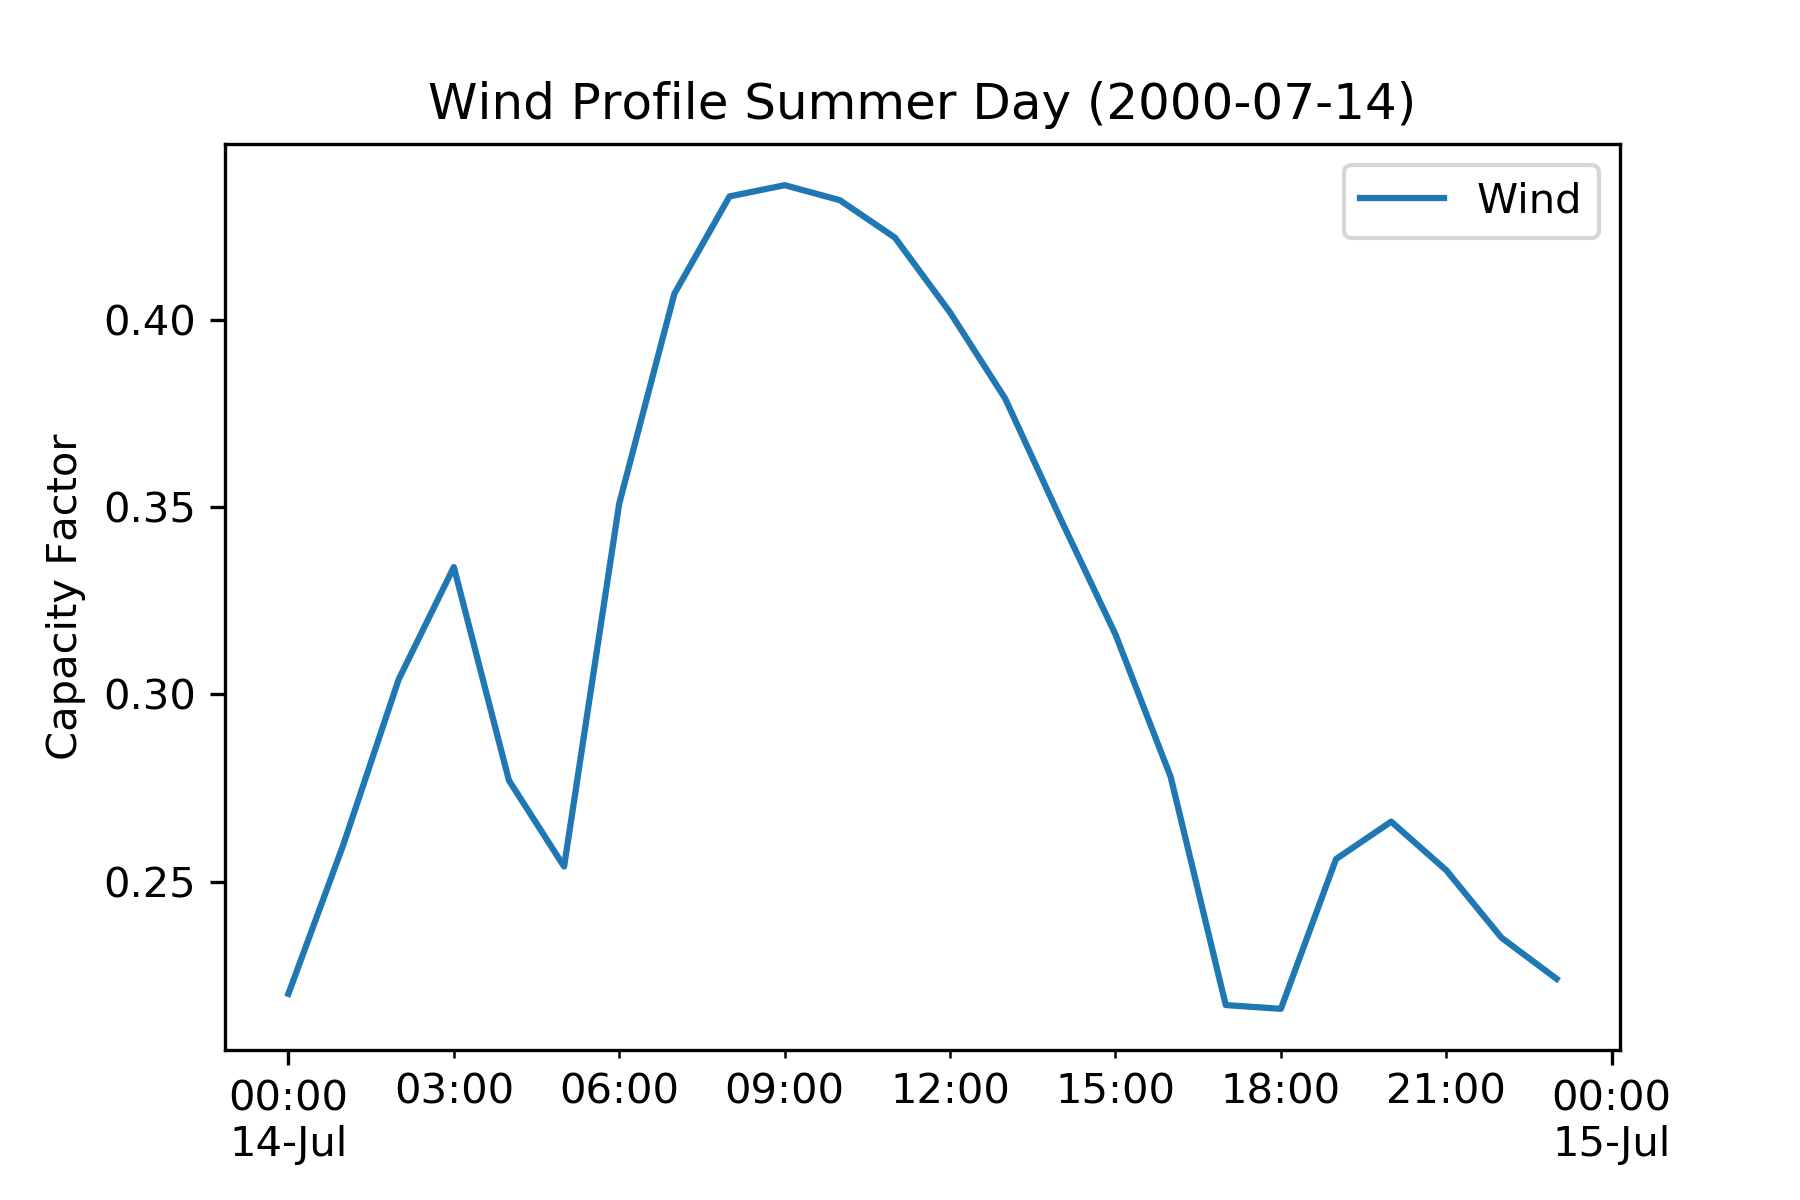 Wind Profile Summer Day (2000-07-14)
Wind
Capacity Factor
0.40
0.35
0.30
0.25
00:00 03:00 06:00 09:00 12:00 15:00 18:00 21:00 00:00
14-Jul 15-Jul